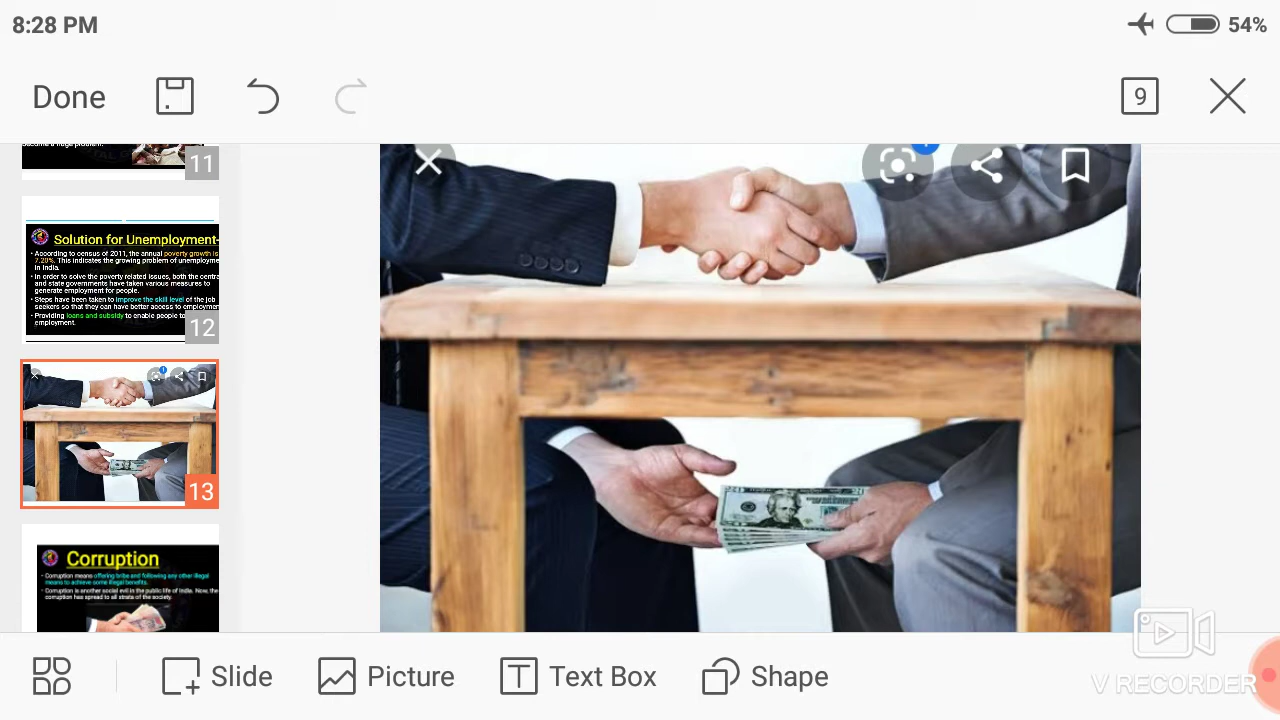 8:28 PM
54%
Done
9
11
Solution for Unemployment-
• According to census of 2011, the annual poverty growth is
7.20%. This indicates the growing problem of unemployme
in India.
• In order to solve the poverty related issues, both the centra
and state governments have taken various measures to
generate employment for people.
• Steps have been taken to improve the skill level of the job
seekers so that they can have better access to employmen
• Providing loans and subsidy to enable people to
employment.
12
13
Corruption
• Corruption means offering bribe and following any other illegal
means to achieve some illegal benefits.
• Corruption is another social evil in the public life of India. Now, the
corruption has spread to all strata of the society.
Slide
Picture
Text Box
Shape
V RECORDER